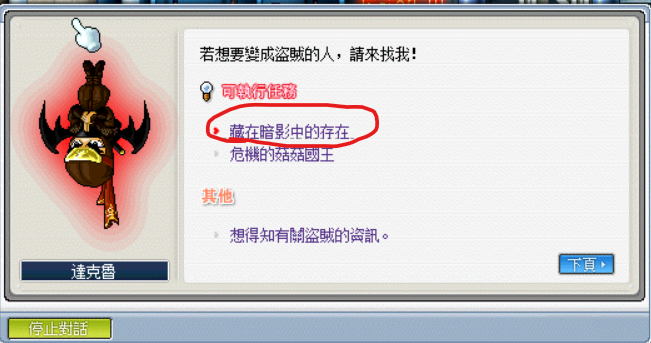 若想要變成盜賊的人，請來找我!
可執行任務
藏在暗影中的存在
危機的菇菇國王
其他
想得知有關盜賊的資訊。
下頁
達克魯
停止對話